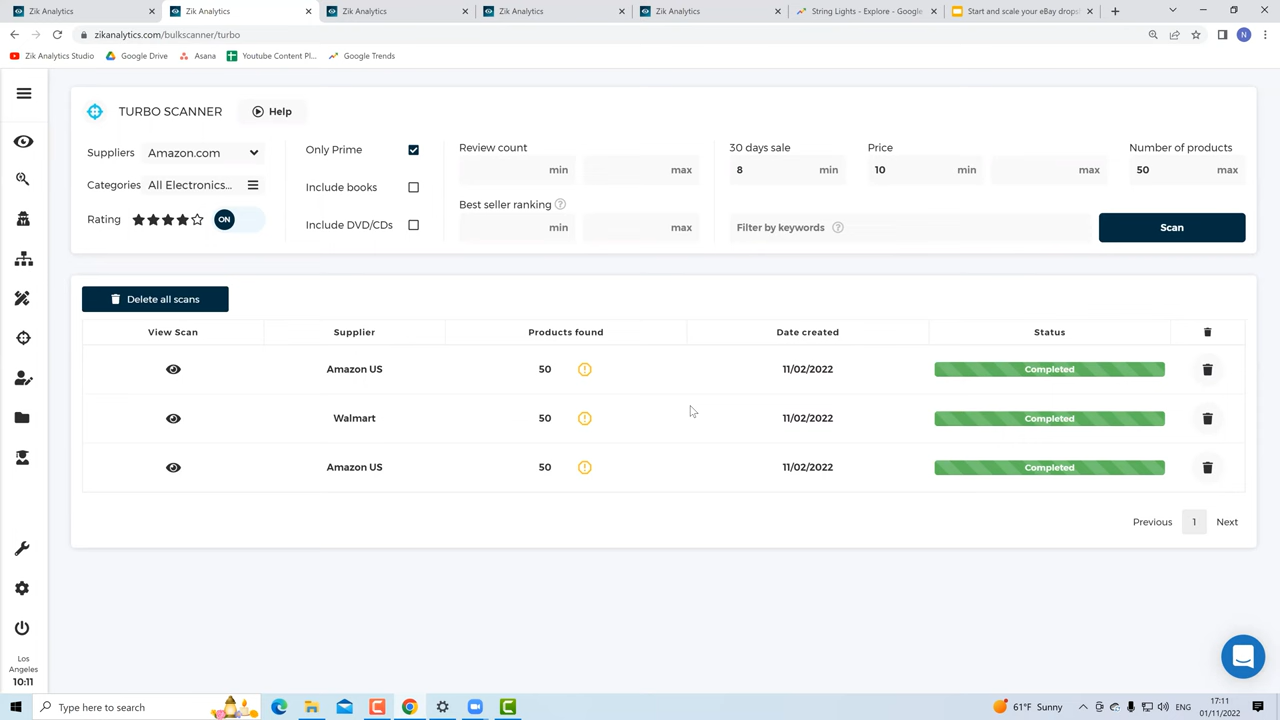 Zik Analytics
Zik Analytics
Zik Analytics
Zik Analytics
Zik Analytics
String Lights - Explore - Google
Start and scale your eBay drops
zikanalytics.com/bulkscanner/turbo
N
Zik Analytics Studio
Google Drive
Asana
Youtube Content Pl...
Google Trends
TURBO SCANNER
Help
Suppliers
Amazon.com
Categories
All Electronics...
Rating
ON
Only Prime
Include books
Include DVD/CDs
Review count
min
max
Best seller ranking
min
max
30 days sale
8
min
Price
10
min
max
Number of products
50
max
Filter by keywords
Scan
Delete all scans
View Scan Supplier Products found Date created Status
Amazon US 50 11/02/2022 Completed
Walmart 50 11/02/2022 Completed
Amazon US 50 11/02/2022 Completed
Previous 1 Next
Los
Angeles
10:11
Type here to search
61°F Sunny
ENG
17:11
01/11/2022